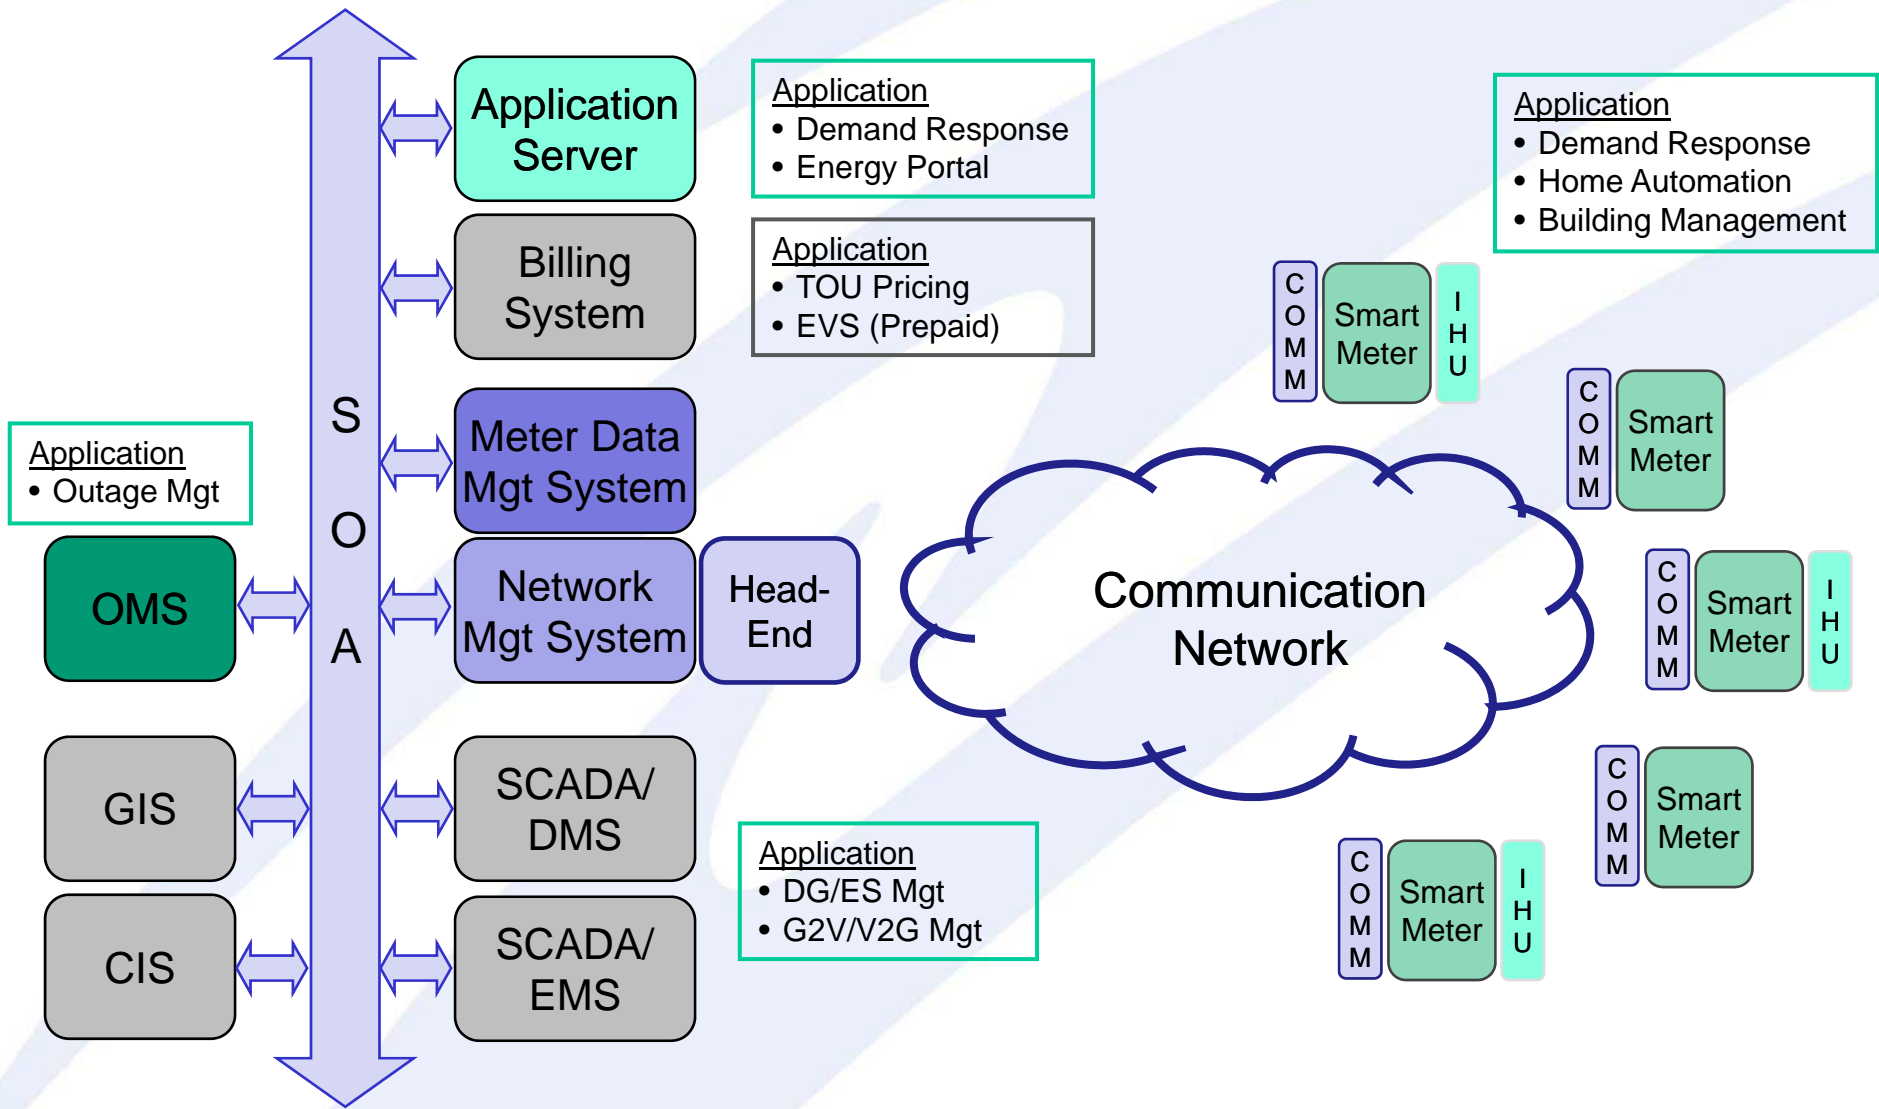 Application
Server
Application
• Demand Response
• Energy Portal
Application
• Demand Response
• Home Automation
• Building Management
Billing
System
Application
• TOU Pricing
• EVS (Prepaid)
C
O
M
M
Smart
Meter
I
H
U
C
O
M
M
Smart
Meter
S
O
A
Application
• Outage Mgt
Meter Data
Mgt System
OMS
Network
Mgt System
Head-
End
Communication
Network
C
O
M
M
Smart
Meter
I
H
U
GIS
SCADA/
DMS
C
O
M
M
Smart
Meter
Application
• DG/ES Mgt
• G2V/V2G Mgt
C
O
M
M
Smart
Meter
I
H
U
CIS
SCADA/
EMS